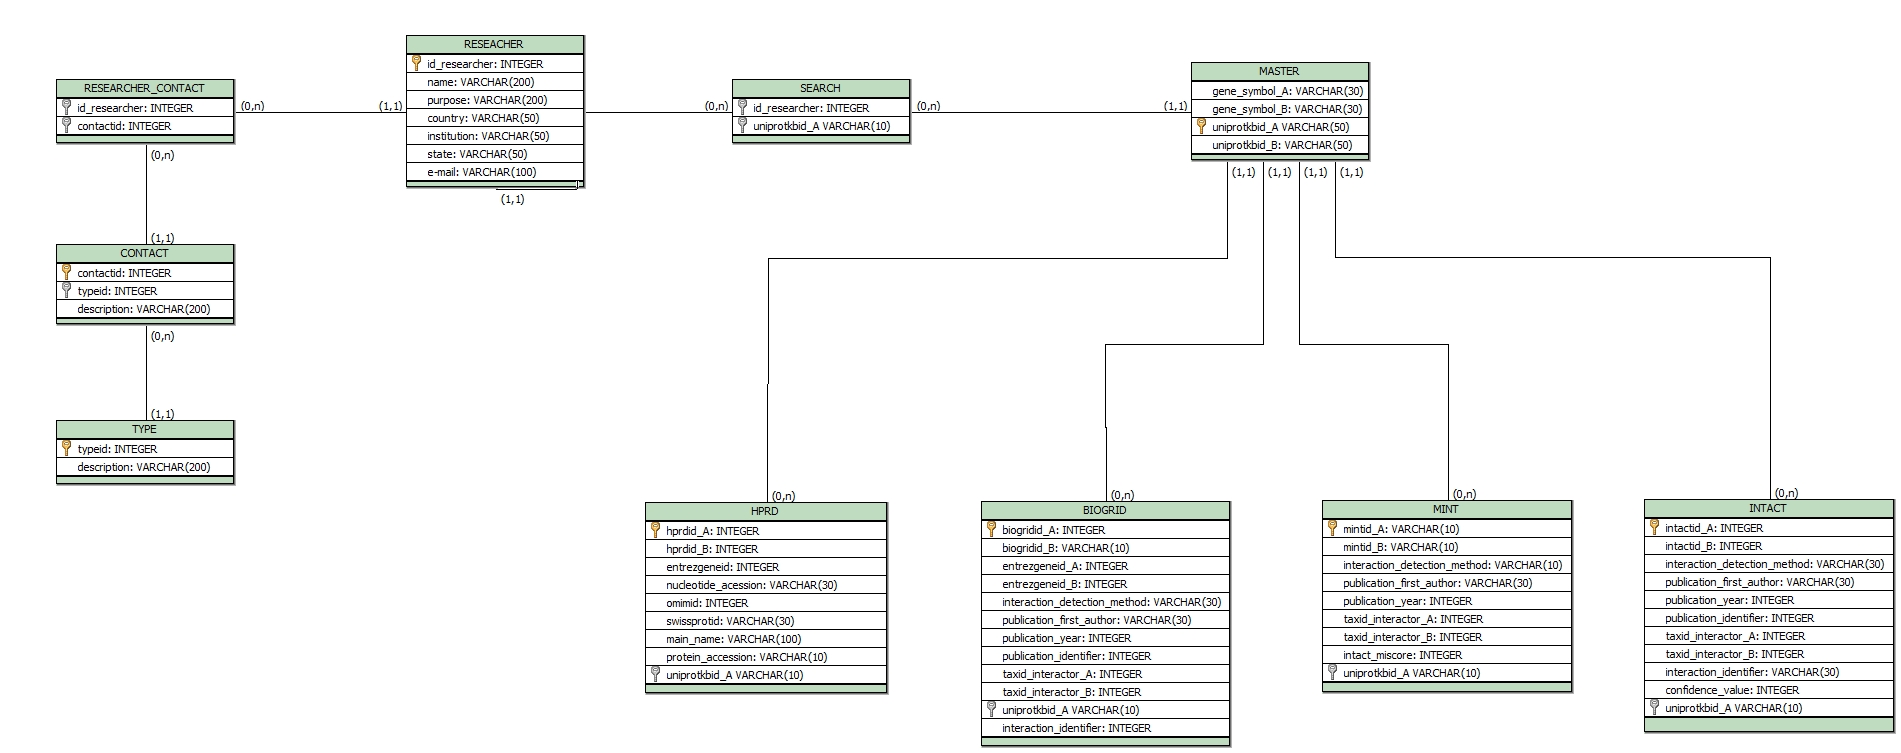 RESEACHER
id_researcher: INTEGER
name: VARCHAR(200)
purpose: VARCHAR(200)
country: VARCHAR(50)
institution: VARCHAR(50)
state: VARCHAR(50)
e-mail: VARCHAR(100)
(1,1)
(1,1)
RESEARCHER_CONTACT
id_researcher: INTEGER
contactid: INTEGER
(0,n)
(0,n)
(1,1)
CONTACT
contactid: INTEGER
typeid: INTEGER
description: VARCHAR(200)
(0,n)
(1,1)
TYPE
typeid: INTEGER
description: VARCHAR(200)
SEARCH
id_researcher: INTEGER
uniprotkbid_A VARCHAR(10)
(0,n)
(0,n)
(1,1)
MASTER
gene_symbol_A: VARCHAR(30)
gene_symbol_B: VARCHAR(30)
uniprotkbid_A VARCHAR(50)
uniprotkbid_B: VARCHAR(50)
(1,1) (1,1) (1,1) (1,1)
(0,n)
HPRD
hprdid_A: INTEGER
hprdid_B: INTEGER
entrezgeneid: INTEGER
nucleotide_acession: VARCHAR(30)
omimid: INTEGER
swissprotid: VARCHAR(30)
main_name: VARCHAR(100)
protein_accession: VARCHAR(10)
uniprotkbid_A VARCHAR(10)
(0,n)
BIOGRID
biogridid_A: INTEGER
biogridid_B: VARCHAR(10)
entrezgeneid_A: INTEGER
entrezgeneid_B: INTEGER
interaction_detection_method: VARCHAR(30)
publication_first_author: VARCHAR(30)
publication_year: INTEGER
publication_identifier: INTEGER
taxid_interactor_A: INTEGER
taxid_interactor_B: INTEGER
uniprotkbid_A VARCHAR(10)
interaction_identifier: INTEGER
(0,n)
MINT
mintid_A: VARCHAR(10)
mintid_B: VARCHAR(10)
interaction_detection_method: VARCHAR(10)
publication_first_author: VARCHAR(30)
publication_year: INTEGER
taxid_interactor_A: INTEGER
taxid_interactor_B: INTEGER
intact_miscore: INTEGER
uniprotkbid_A VARCHAR(10)
(0,n)
INTACT
intactid_A: INTEGER
intactid_B: INTEGER
interaction_detection_method: VARCHAR(30)
publication_first_author: VARCHAR(30)
publication_year: INTEGER
publication_identifier: INTEGER
taxid_interactor_A: INTEGER
taxid_interactor_B: INTEGER
interaction_identifier: VARCHAR(30)
confidence_value: INTEGER
uniprotkbid_A VARCHAR(10)